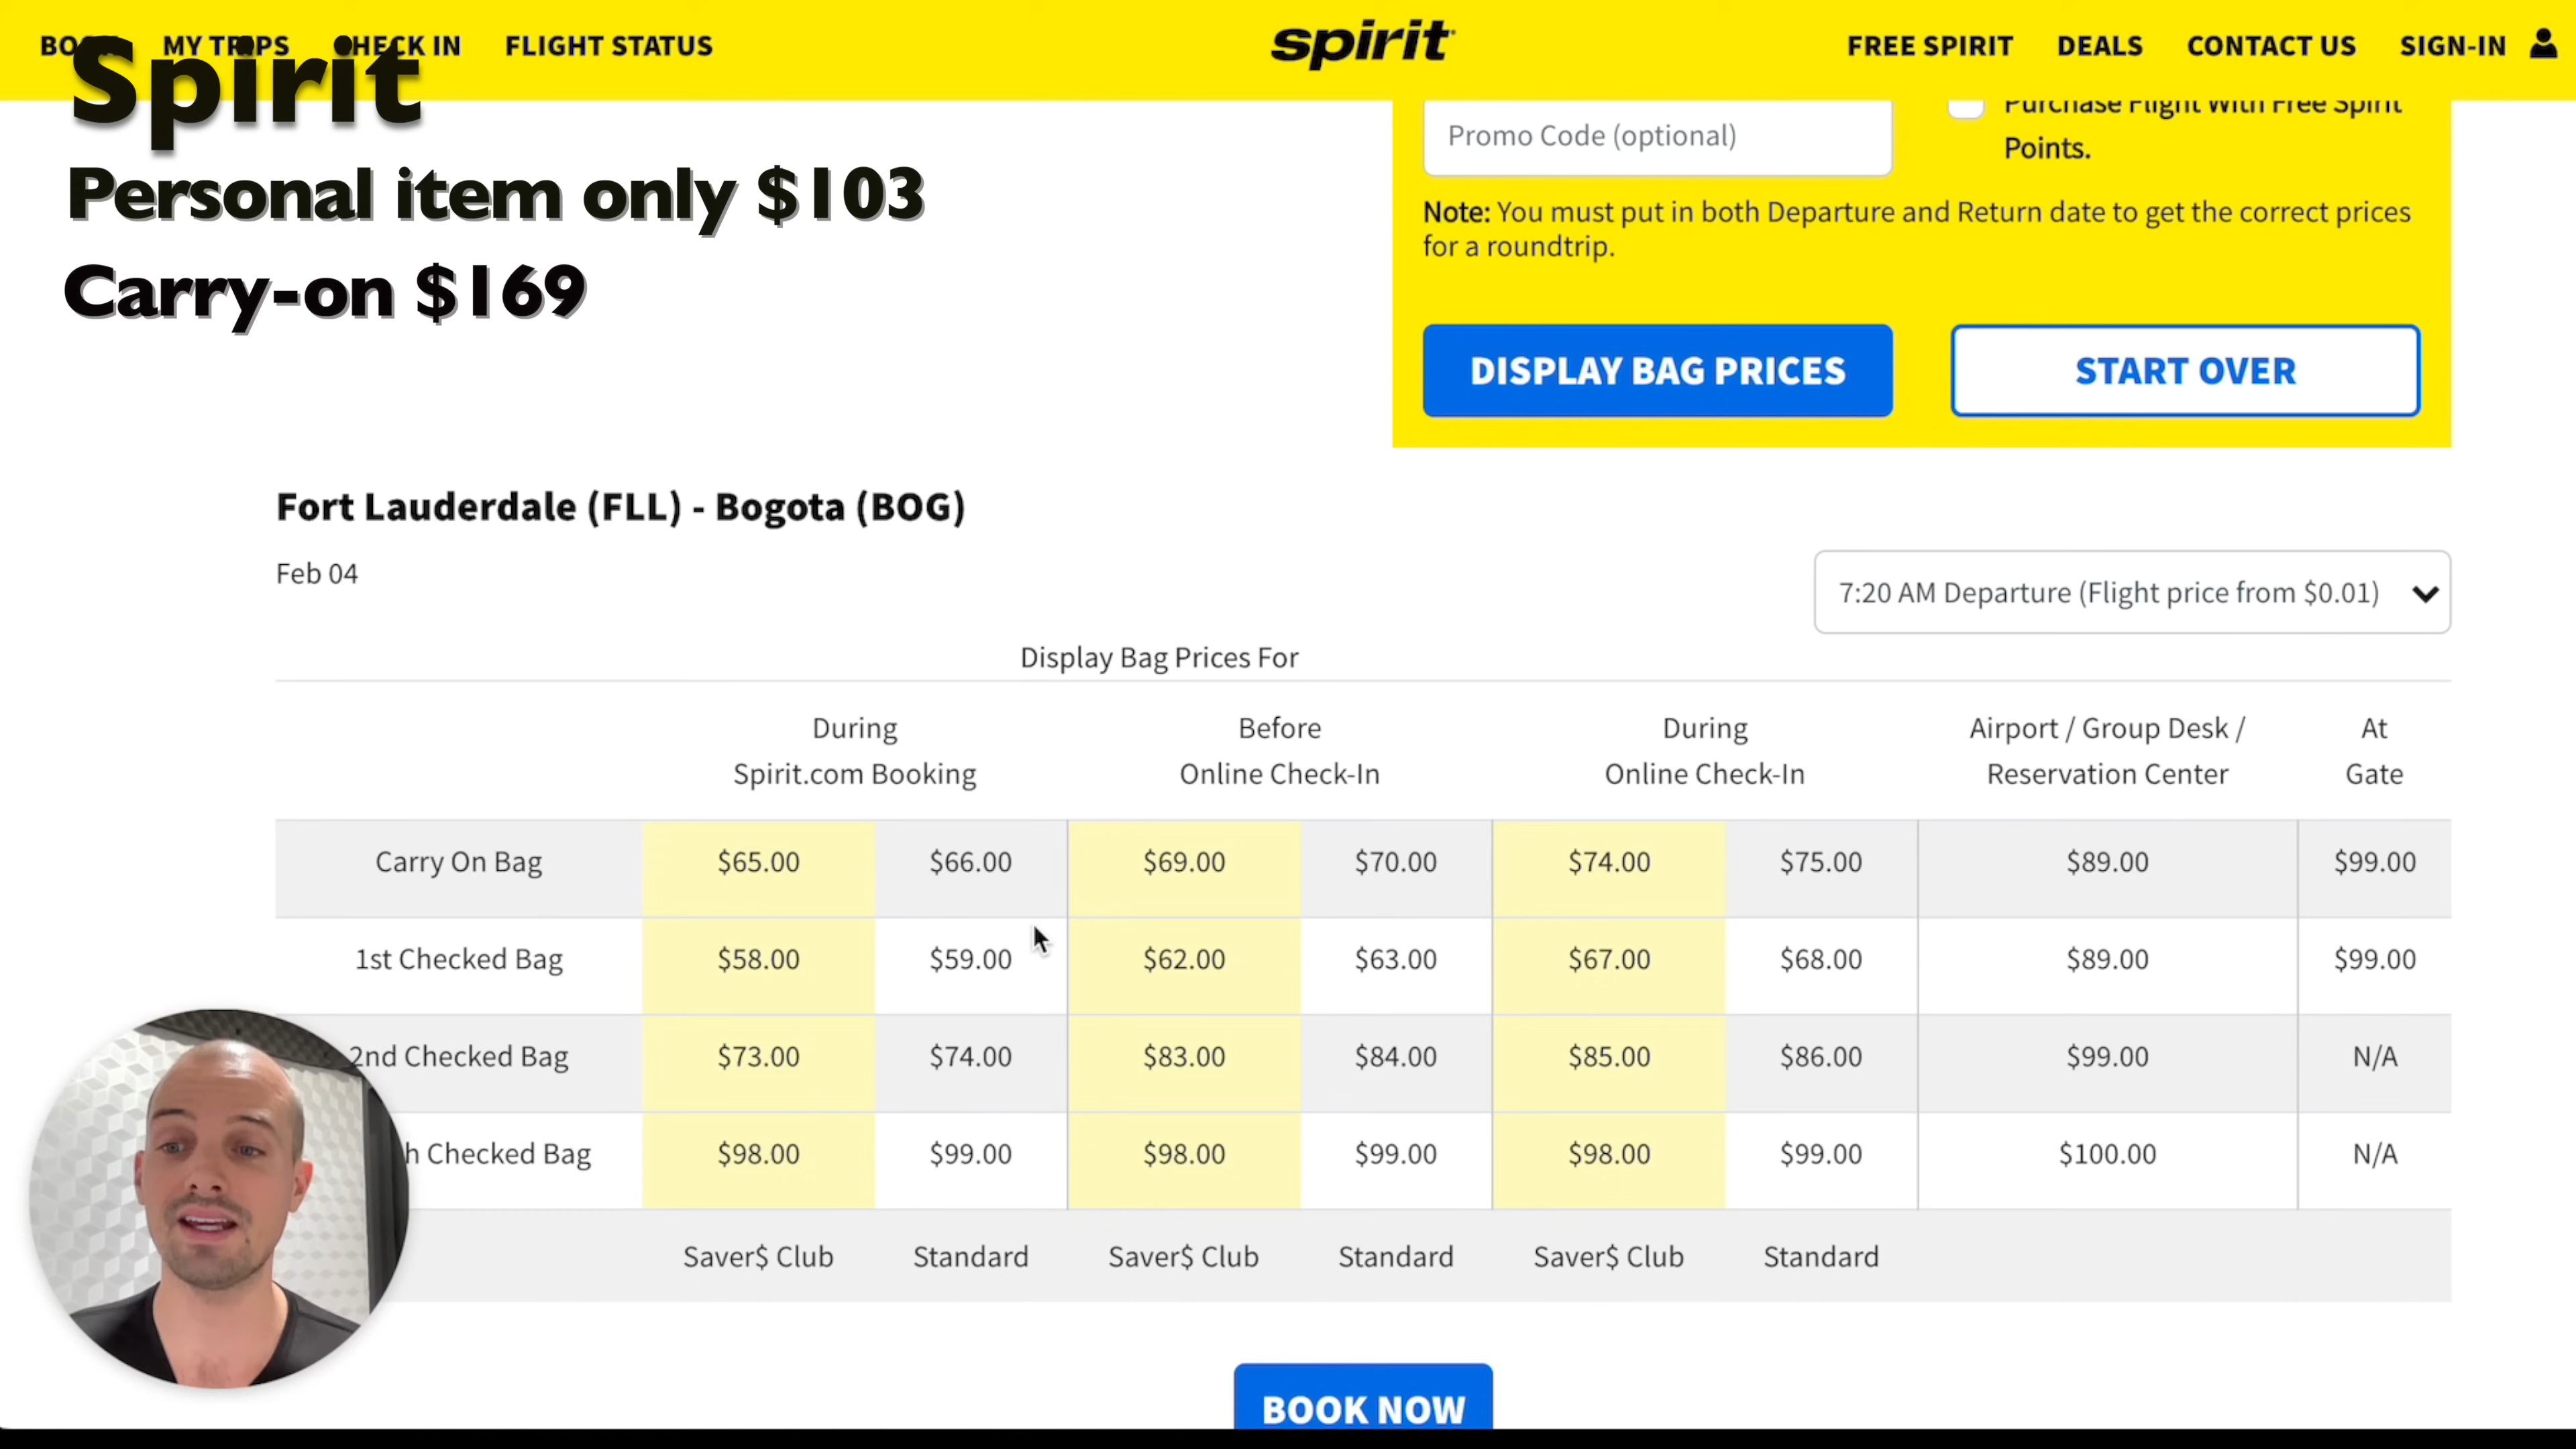 BOOK MY TRIPS CHECK IN FLIGHT STATUS
spirit
FREE SPIRIT DEALS CONTACT US SIGN-IN
Spirit
Personal item only $103
Carry-on $169
Promo Code (optional)
Purchase Flight With Free Spirit
Points.
Note: You must put in both Departure and Return date to get the correct prices
for a roundtrip.
DISPLAY BAG PRICES START OVER
Fort Lauderdale (FLL) - Bogota (BOG)
Feb 04
7:20 AM Departure (Flight price from $0.01)
Display Bag Prices For
During Before During Airport / Group Desk / At
Spirit.com Booking Online Check-In Online Check-In Reservation Center Gate
Carry On Bag $65.00 $66.00 $69.00 $70.00 $74.00 $75.00 $89.00 $99.00
1st Checked Bag $58.00 $59.00 $62.00 $63.00 $67.00 $68.00 $89.00 $99.00
2nd Checked Bag $73.00 $74.00 $83.00 $84.00 $85.00 $86.00 $99.00 N/A
h Checked Bag $98.00 $99.00 $98.00 $99.00 $98.00 $99.00 $100.00 N/A
Saver$ Club Standard Saver$ Club Standard Saver$ Club Standard
BOOK NOW